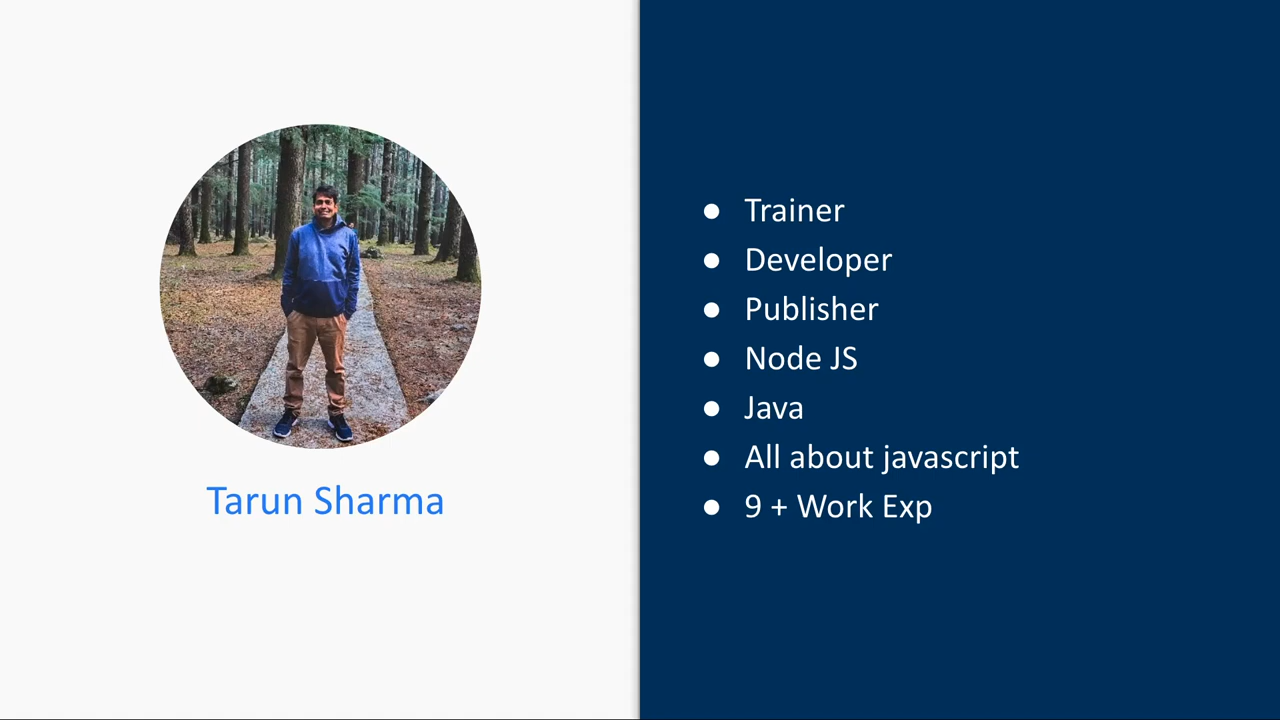 Tarun Sharma
● Trainer
● Developer
● Publisher
● Node JS
● Java
● All about javascript
● 9 + Work Exp